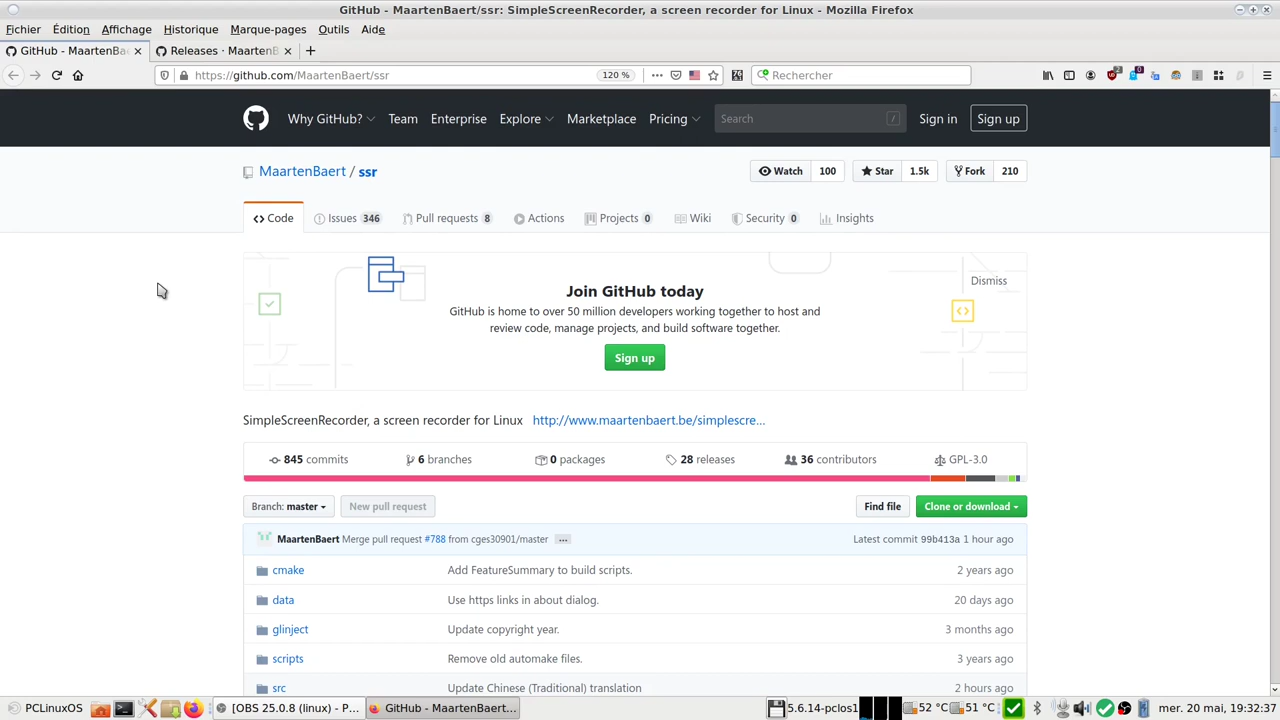 GitHub - MaartenBaert/ssr: SimpleScreenRecorder, a screen recorder for Linux - Mozilla Firefox
Fichier Édition Affichage Historique Marque-pages Outils Aide
GitHub - MaartenBae Releases · MaartenB
https://github.com/MaartenBaert/ssr 120 % Rechercher
Why GitHub? Team Enterprise Explore Marketplace Pricing Search / Sign in Sign up
MaartenBaert / ssr Watch 100 Star 1.5k Fork 210
Code Issues 346 Pull requests 8 Actions Projects 0 Wiki Security 0 Insights
Dismiss
Join GitHub today
GitHub is home to over 50 million developers working together to host and
review code, manage projects, and build software together.
Sign up
SimpleScreenRecorder, a screen recorder for Linux http://www.maartenbaert.be/simplescre...
845 commits 6 branches 0 packages 28 releases 36 contributors GPL-3.0
Branch: master New pull request Find file Clone or download
MaartenBaert Merge pull request #788 from cges30901/master ... Latest commit 99b413a 1 hour ago
cmake Add FeatureSummary to build scripts. 2 years ago
data Use https links in about dialog. 20 days ago
glinject Update copyright year. 3 months ago
scripts Remove old automake files. 3 years ago
src Update Chinese (Traditional) translation 2 hours ago
PCLinuxOS [OBS 25.0.8 (linux) - P... GitHub - MaartenBaert... 5.6.14-pclos1 52 °C 51 °C mer. 20 mai, 19:32:37